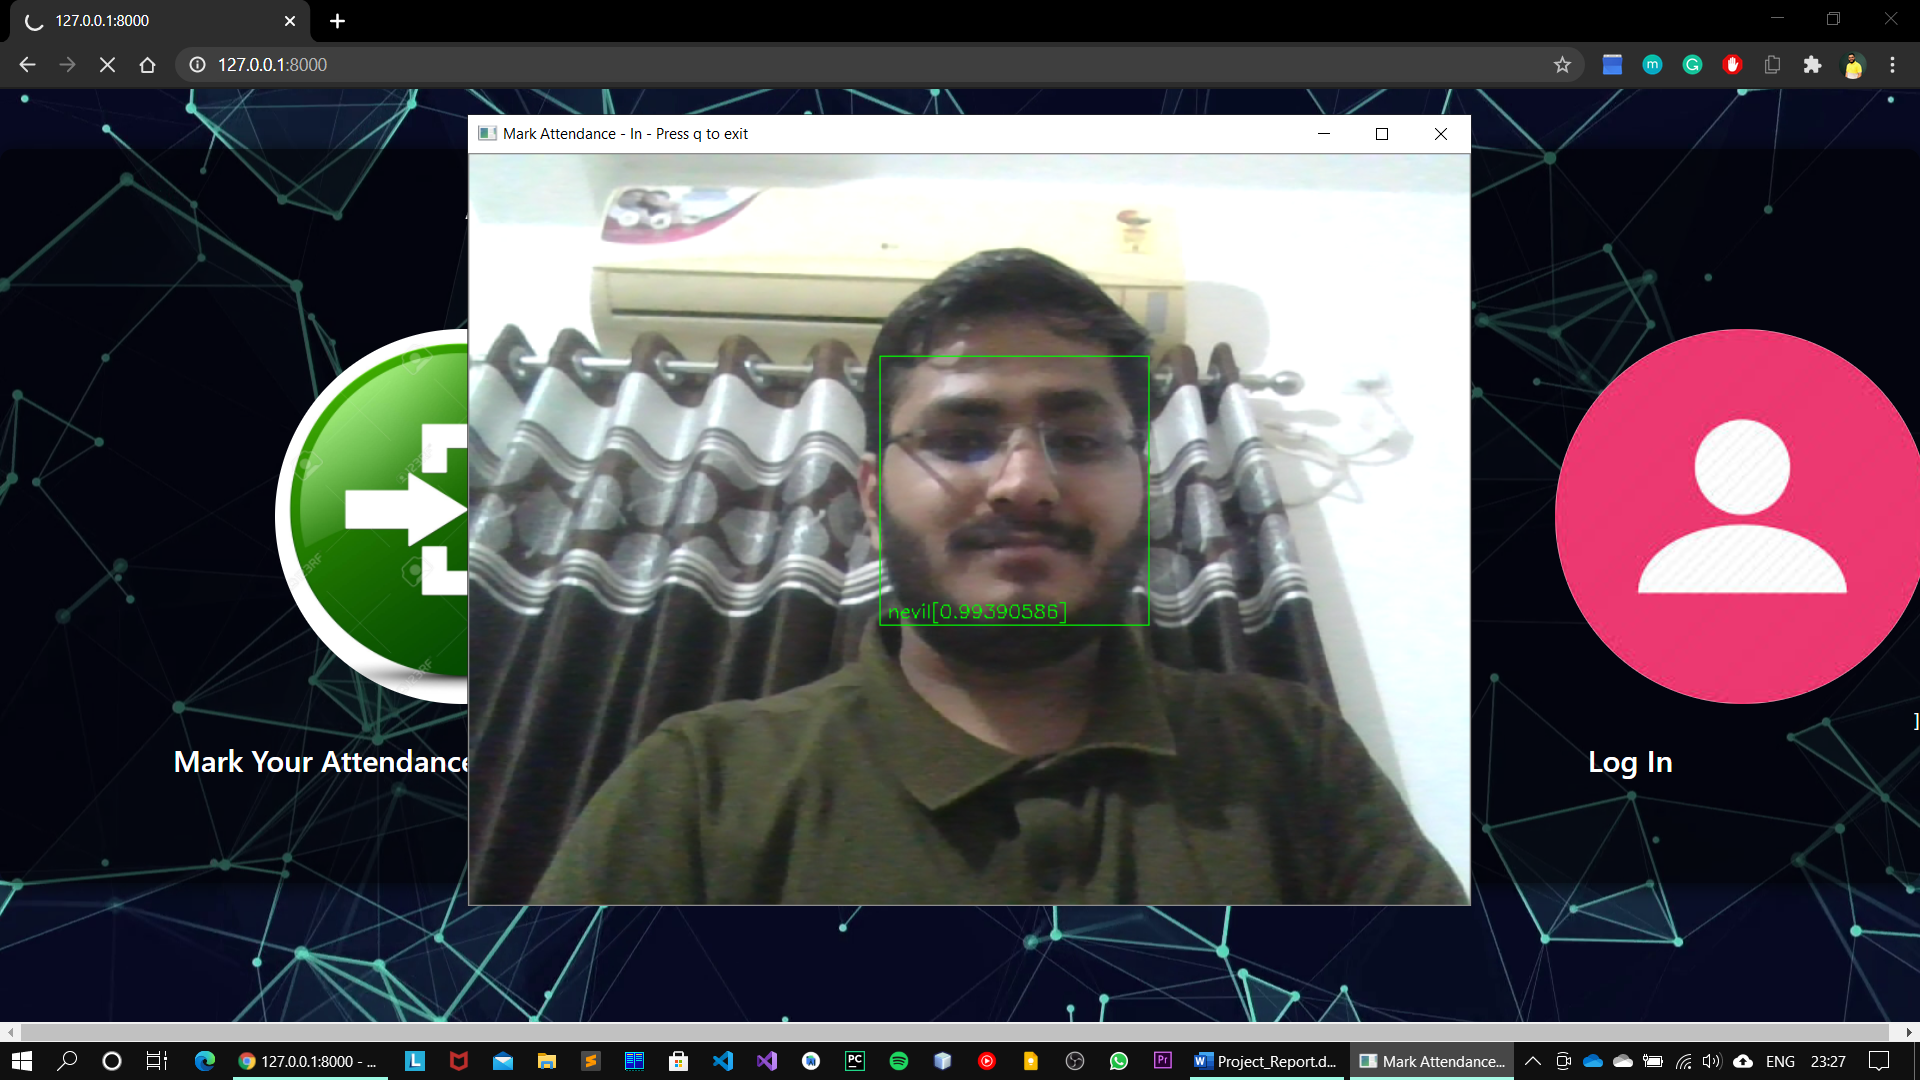 127.0.0.1:8000
127.0.0.1:8000
Mark Attendance - In - Press q to exit
nevil[0.99390586]
Mark Your Attendance
Log In
]
127.0.0.1:8000 - ...
Project_Report.d...
Mark Attendance...
ENG
23:27